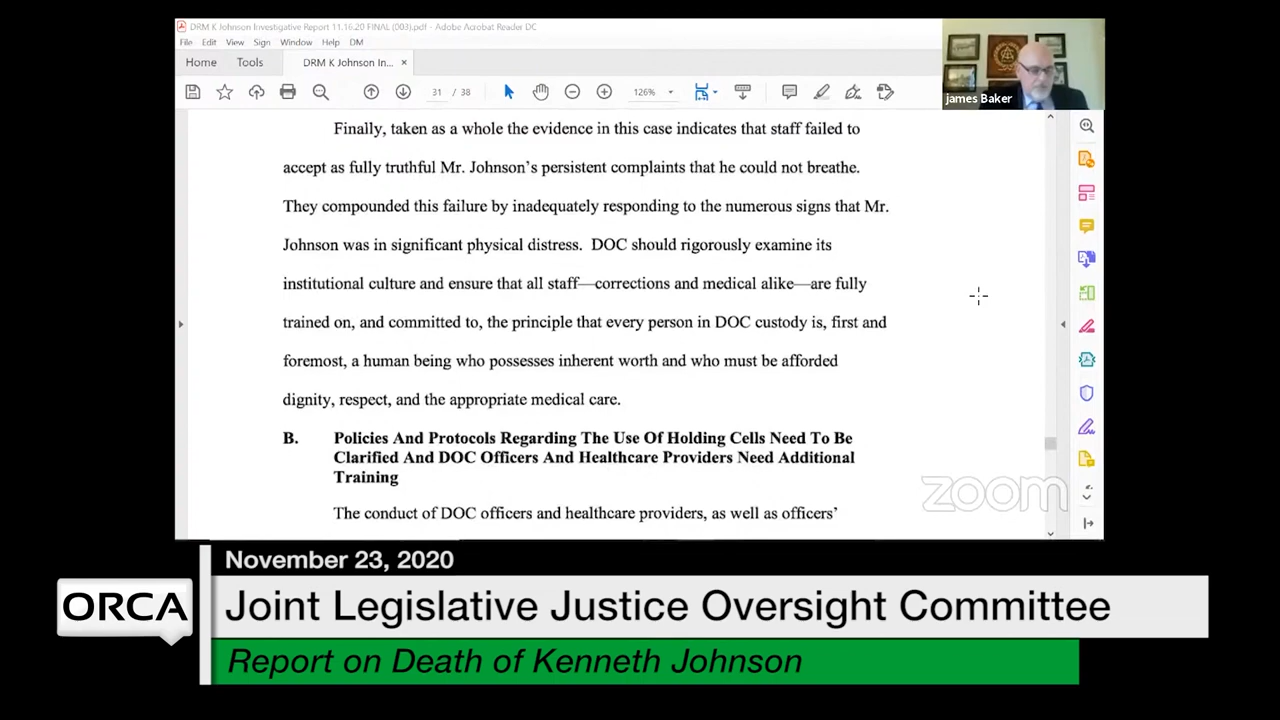 DRM K Johnson Investigative Report 11.16.20 FINAL (003).pdf - Adobe Acrobat Reader DC
File Edit View Sign Window Help DM
Home Tools DRM K Johnson In... ×
31 / 38 126%
james Baker
Finally, taken as a whole the evidence in this case indicates that staff failed to
accept as fully truthful Mr. Johnson’s persistent complaints that he could not breathe.
They compounded this failure by inadequately responding to the numerous signs that Mr.
Johnson was in significant physical distress. DOC should rigorously examine its
institutional culture and ensure that all staff—corrections and medical alike—are fully
trained on, and committed to, the principle that every person in DOC custody is, first and
foremost, a human being who possesses inherent worth and who must be afforded
dignity, respect, and the appropriate medical care.
B. Policies And Protocols Regarding The Use Of Holding Cells Need To Be
Clarified And DOC Officers And Healthcare Providers Need Additional
Training
The conduct of DOC officers and healthcare providers, as well as officers’
zoom
November 23, 2020
ORCA
Joint Legislative Justice Oversight Committee
Report on Death of Kenneth Johnson